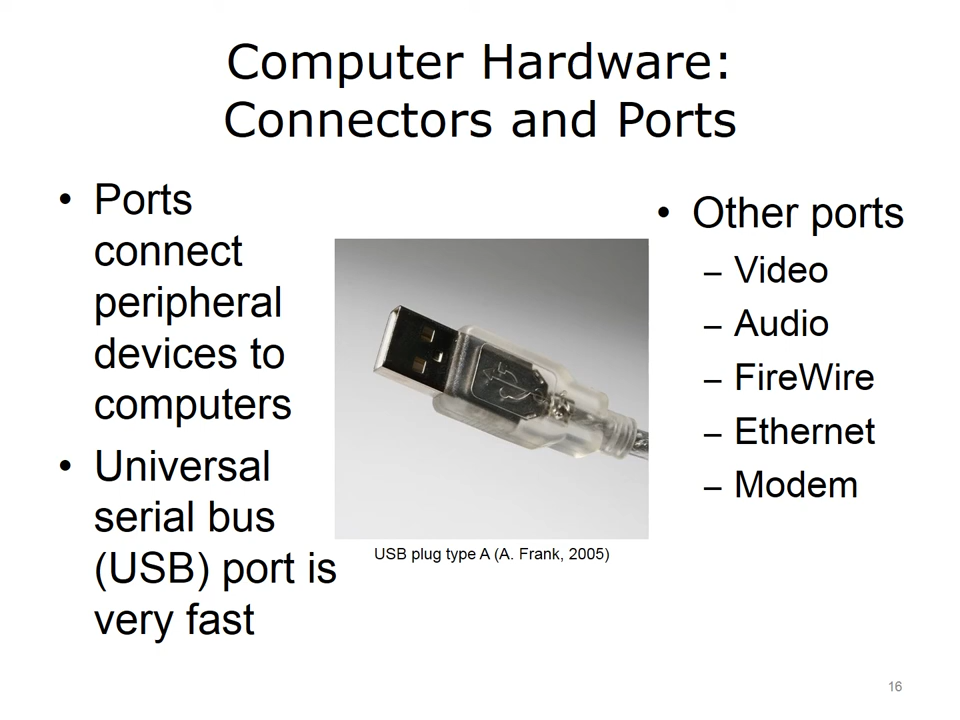 Computer Hardware:
Connectors and Ports
• Ports
connect
peripheral
devices to
computers
• Universal
serial bus
(USB) port is
very fast
USB plug type A (A. Frank, 2005)
• Other ports
– Video
– Audio
– FireWire
– Ethernet
– Modem
16